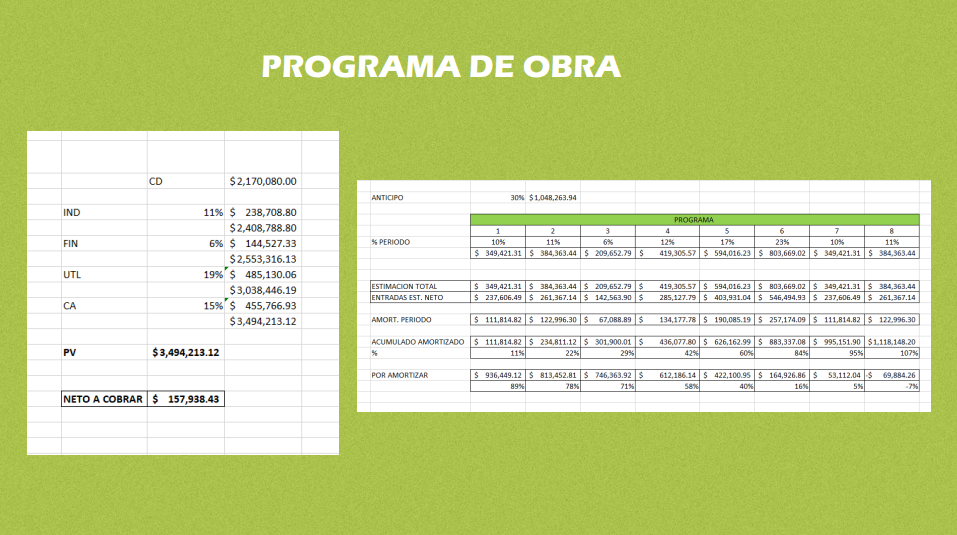 PROGRAMA DE OBRA
CD $2,170,080.00
IND 11% $ 238,708.80
$2,408,788.80
FIN 6% $ 144,527.33
$2,553,316.13
UTL 19% $ 485,130.06
$3,038,446.19
CA 15% $ 455,766.93
$3,494,213.12
PV $3,494,213.12
NETO A COBRAR $ 157,938.43
ANTICIPO 30% $1,048,263.94
PROGRAMA
1 2 3 4 5 6 7 8
% PERIODO 10% 11% 6% 12% 17% 23% 10% 11%
$ 349,421.31 $ 384,363.44 $ 209,652.79 $ 419,305.57 $ 594,016.23 $ 803,669.02 $ 349,421.31 $ 384,363.44
ESTIMACION TOTAL $ 349,421.31 $ 384,363.44 $ 209,652.79 $ 419,305.57 $ 594,016.23 $ 803,669.02 $ 349,421.31 $ 384,363.44
ENTRADAS EST. NETO $ 237,606.49 $ 261,367.14 $ 142,563.90 $ 285,127.79 $ 403,931.04 $ 546,494.93 $ 237,606.49 $ 261,367.14
AMORT. PERIODO $ 111,814.82 $ 122,996.30 $ 67,088.89 $ 134,177.78 $ 190,085.19 $ 257,174.09 $ 111,814.82 $ 122,996.30
ACUMULADO AMORTIZADO $ 111,814.82 $ 234,811.12 $ 301,900.01 $ 436,077.80 $ 626,162.99 $ 883,337.08 $ 995,151.90 $1,118,148.20
% 11% 22% 29% 42% 60% 84% 95% 107%
POR AMORTIZAR $ 936,449.12 $ 813,452.81 $ 746,363.92 $ 612,186.14 $ 422,100.95 $ 164,926.86 $ 53,112.04 -$ 69,884.26
89% 78% 71% 58% 40% 16% 5% -7%